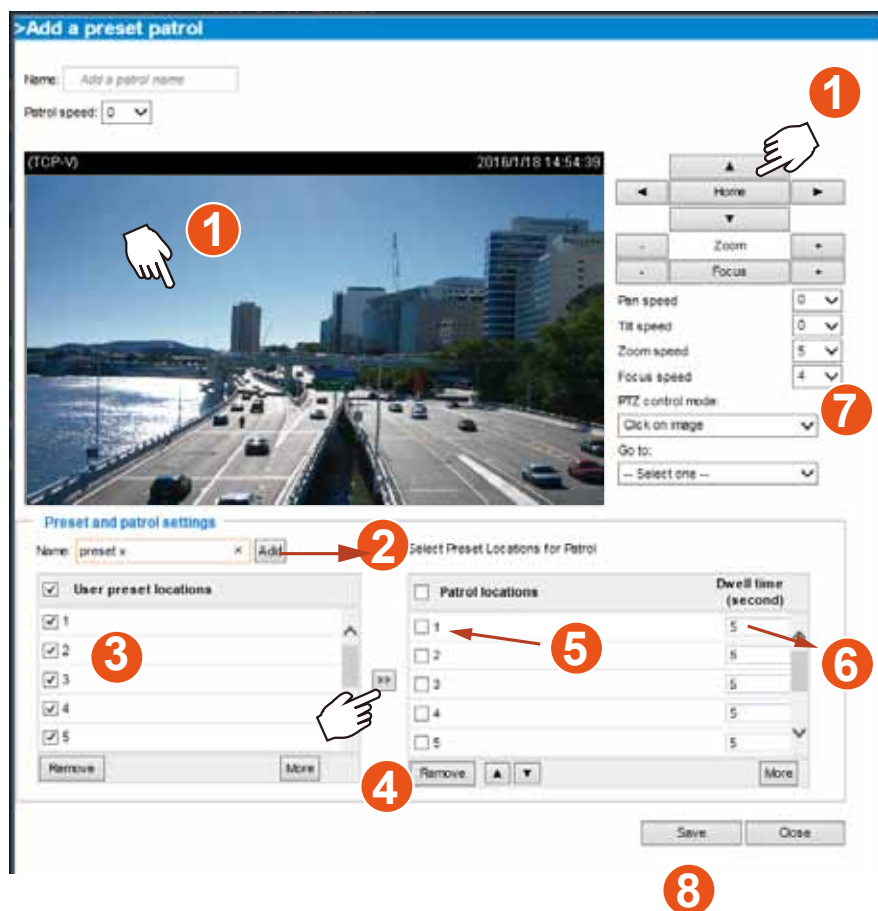 >Add a preset patrol
Name: Add a patrol name
Patrol speed: 0
1
(TCP-V) 2016/1/18 14:54:39
1
Home
- Zoom +
- Focus +
Pan speed 0
Tilt speed 0
Zoom speed 5
Focus speed 4
PTZ control mode:
7
Click on image
Go to:
-- Select one --
Preset and patrol settings
Name preset x × Add
2
Select Preset Locations for Patrol
User preset locations
1
2
3
4
5
3
Remove More
>>
4
Patrol locations Dwell time (second)
1 5
2 5
3 5
4 5
5 5
5
6
Remove More
Save Close
8